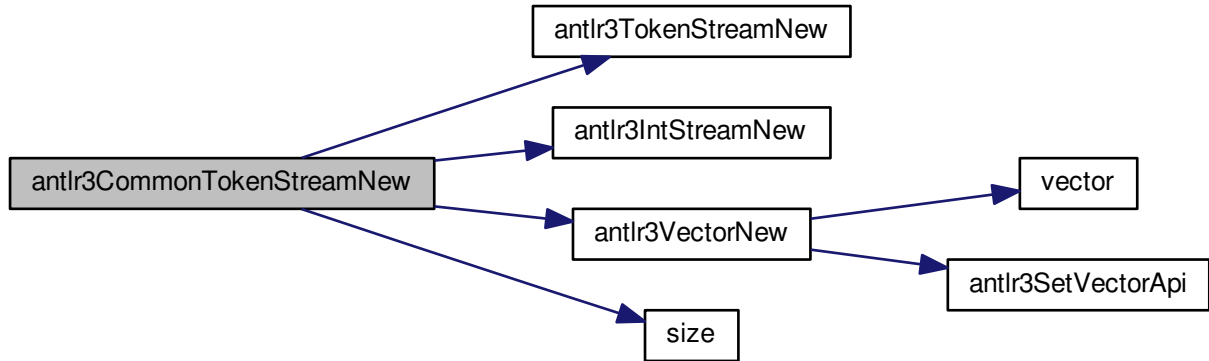 antlr3TokenStreamNew
antlr3IntStreamNew
antlr3CommonTokenStreamNew
vector
antlr3VectorNew
antlr3SetVectorApi
size